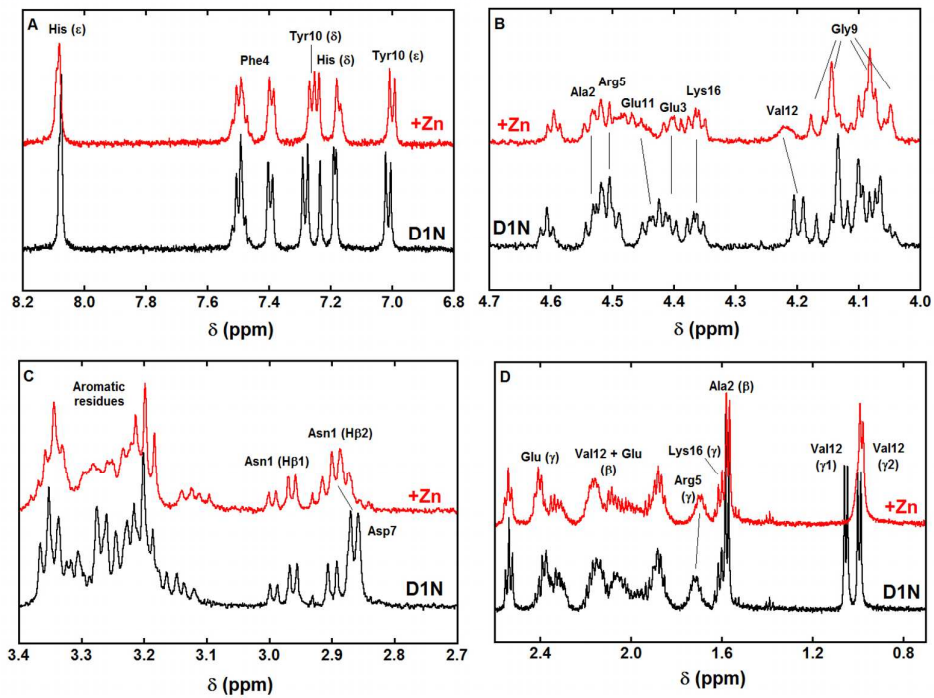 A
His (ε)
Tyr10 (δ)
Phe4
His (δ)
Tyr10 (ε)
+Zn
D1N
8.2 8.0 7.8 7.6 7.4 7.2 7.0 6.8
δ (ppm)
B
Gly9
Ala2
Arg5
Glu11
Glu3
Lys16
Val12
+Zn
D1N
4.7 4.6 4.5 4.4 4.3 4.2 4.1 4.0
δ (ppm)
C
Aromatic
residues
Asn1 (Hβ2)
Asn1 (Hβ1)
+Zn
Asp7
D1N
3.4 3.3 3.2 3.1 3.0 2.9 2.8 2.7
δ (ppm)
D
Ala2 (β)
Glu (γ)
Val12 + Glu
(β)
Lys16 (γ)
Arg5
(γ)
Val12
(γ1)
Val12
(γ2)
+Zn
D1N
2.6 2.4 2.0 1.6 1.2 0.8
δ (ppm)